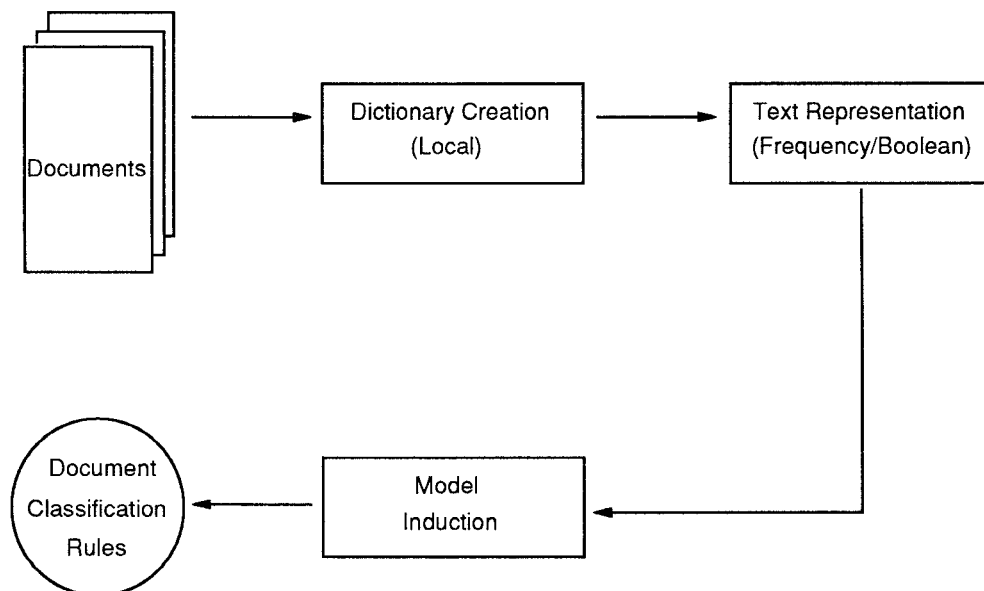 Documents
Dictionary Creation
(Local)
Text Representation
(Frequency/Boolean)
Model
Induction
Document
Classification
Rules